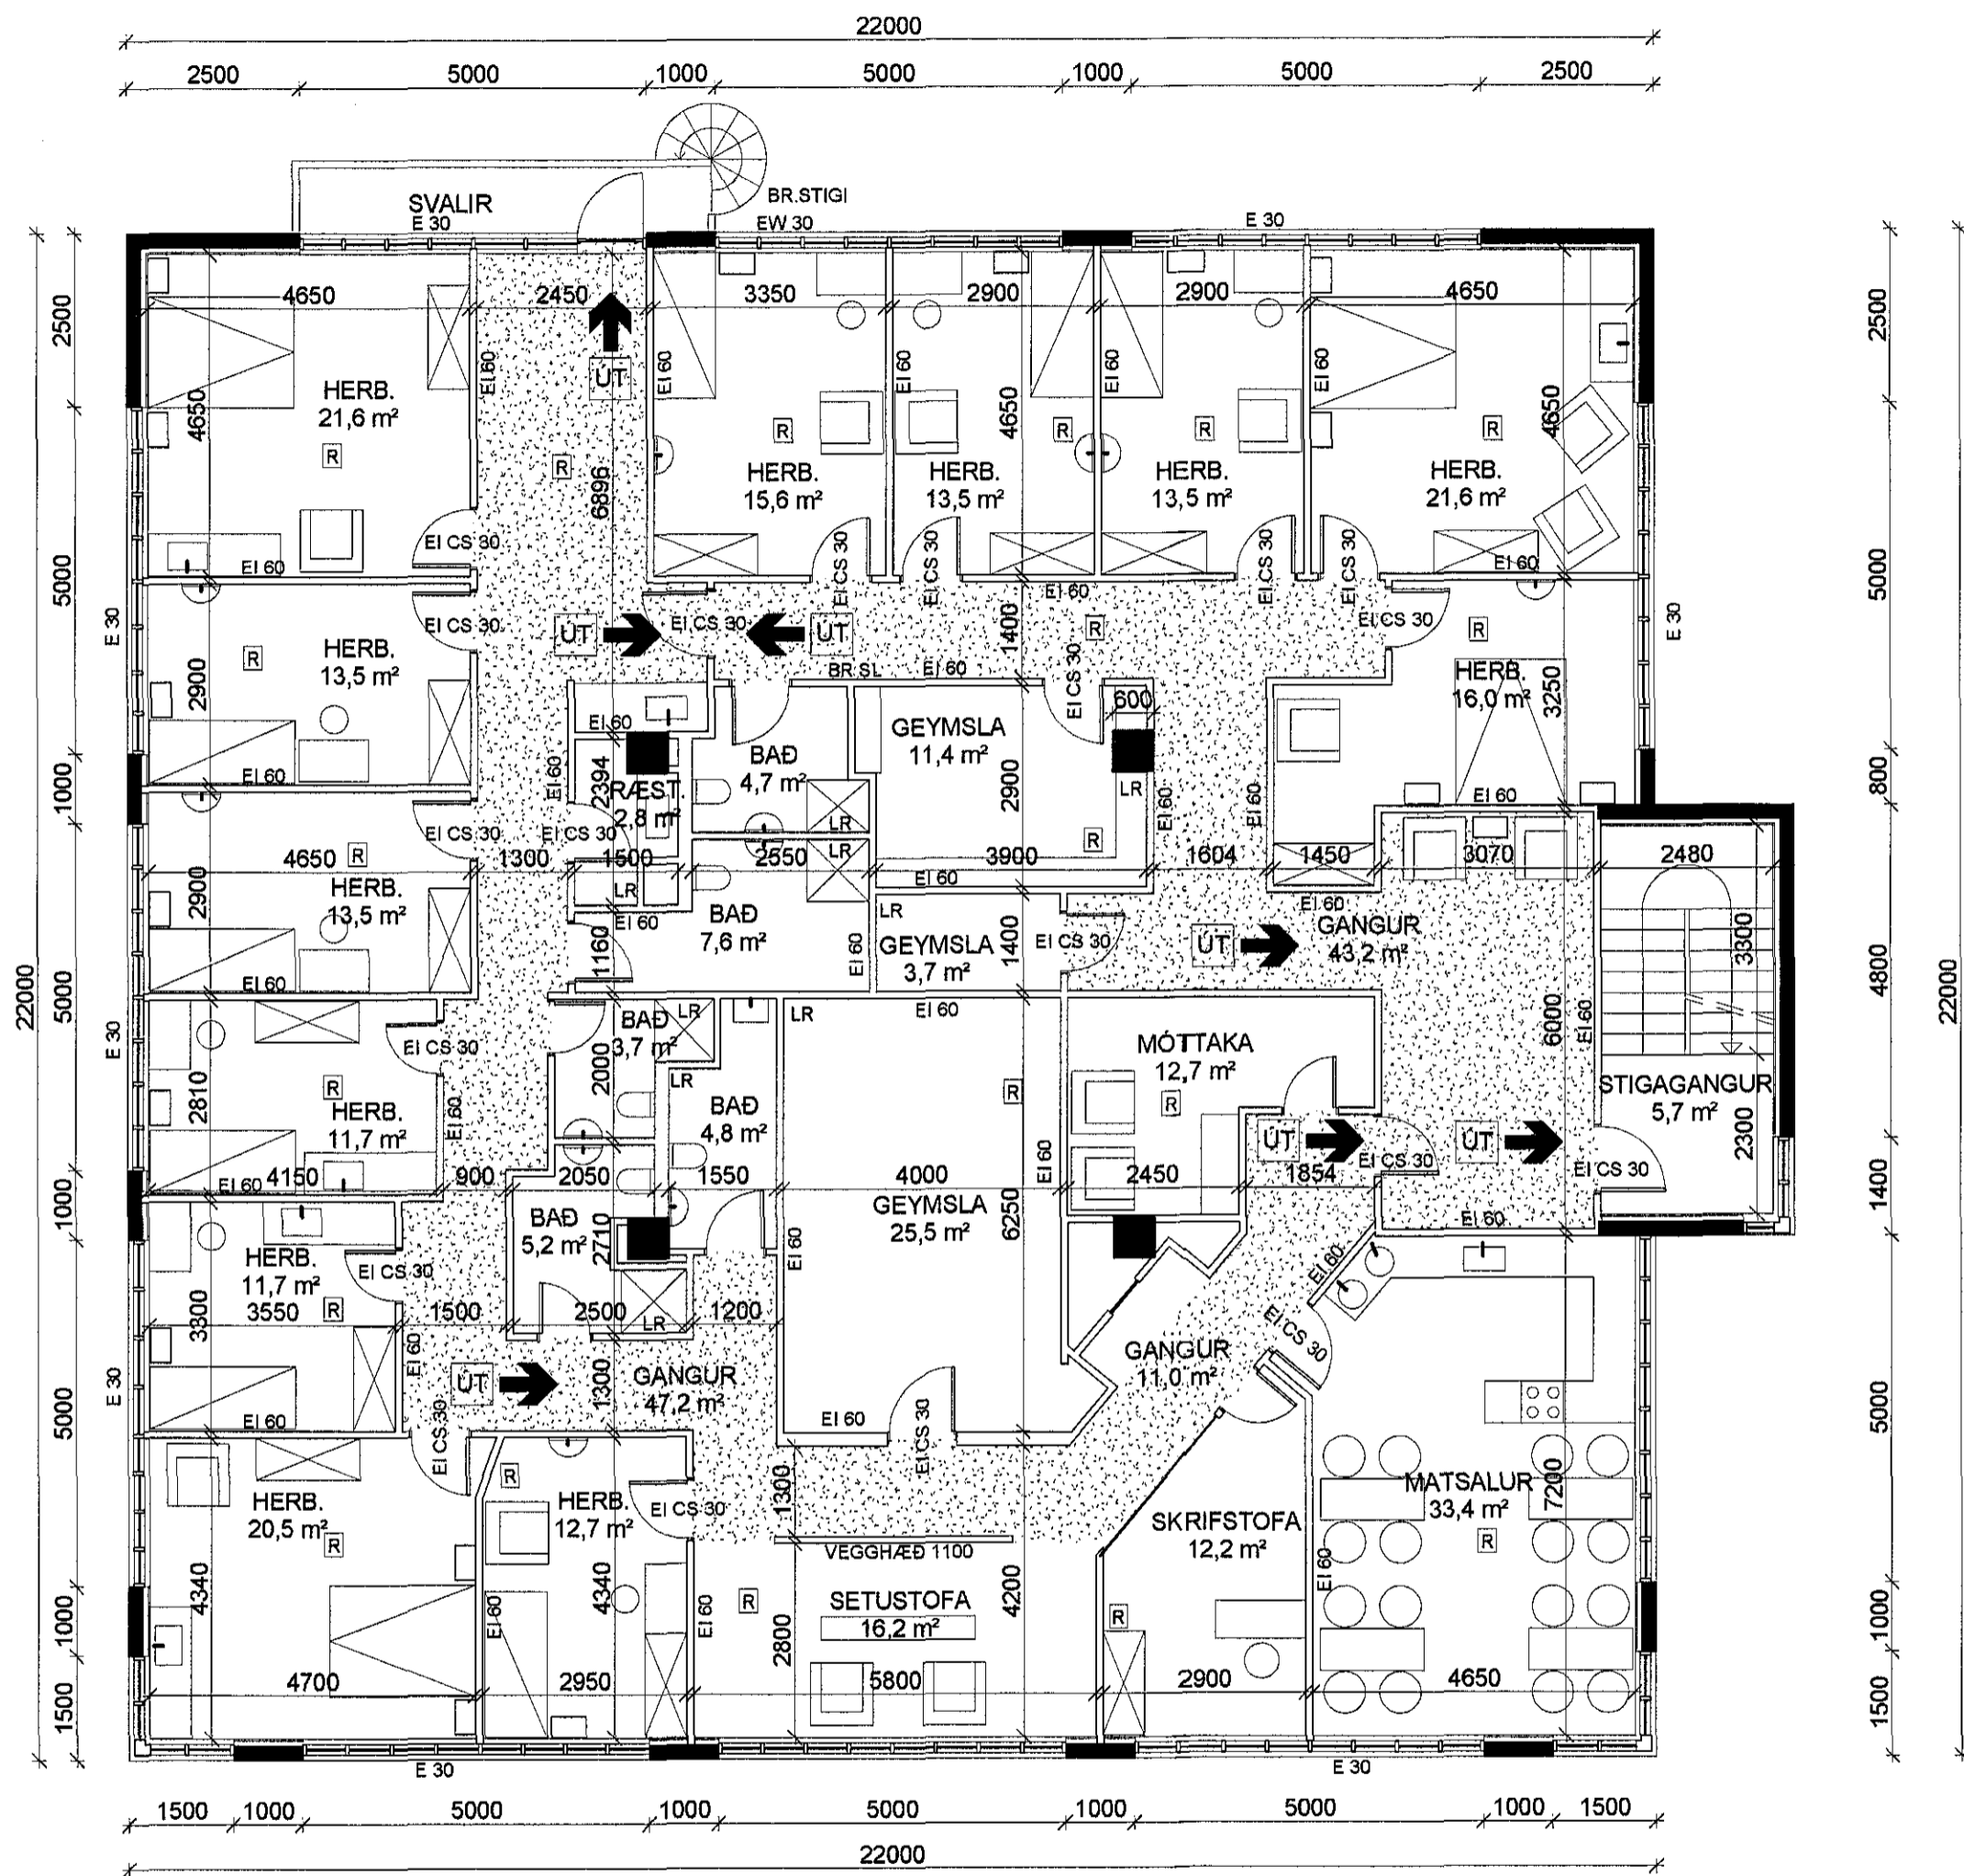 22000
2500 5000 1000 5000 1000 5000 2500
SVALIR
E 30
BR.STIGI
EW 30
E 30
4650 2450 3350 2900 2900 4650
2500
2500
ÚT
EI 60
EI 60
EI 60
EI 60
EI 60
HERB.
21,6 m²
4650
R
R
6896
R
HERB.
15,6 m²
4650
R
HERB.
13,5 m²
R
HERB.
13,5 m²
4650
R
HERB.
21,6 m²
EI CS 30
EI 60
EI CS 30
EI CS 30
EI CS 30
EI CS 30
EI 60
5000
5000
E 30
E 30
EI CS 30
ÚT
EI CS 30
ÚT
EI 60
1400
R
EI CS 30
R
HERB.
13,5 m²
2900
R
BR.SL
EI 60
EI CS 30
HERB.
16,0 m²
3250
600
EI 60
GEYMSLA
11,4 m²
BAÐ
4,7 m²
EI 60
EI 60
2394
RÆST.
2,8 m²
2900
LR
EI 60
EI 60
EI 60
1000
800
EI CS 30
EI CS 30
LR
LR
R
4650 1300 1500 2550 3900 1604 1450 3070 2480
R
HERB.
13,5 m²
2900
LR
EI 60
EI 60
EI 60
BAÐ
7,6 m²
LR
GEYMSLA
3,7 m²
1400
EI CS 30
ÚT
GANGUR
43,2 m²
3300
1160
EI 60
EI 60
22000
5000
4800
22000
E 30
EI 60
BAÐ
3,7 m²
LR
LR
EI 60
6000
EI 60
EI CS 30
2000
MÓTTAKA
12,7 m²
R
R
R
STIGAGANGUR
5,7 m²
HERB.
11,7 m²
2810
EI 60
LR
BAÐ
4,8 m²
ÚT
EI CS 30
ÚT
EI CS 30
2300
1400
EI 60
4150 900 2050 1550 4000 2450 1854
EI 60
1000
GEYMSLA
25,5 m²
6250
BAÐ
5,2 m²
2710
EI 60
EI 60
EI 60
HERB.
11,7 m²
EI CS 30
R
3300
3550 1500 2500 1200
LR
EI CS 30
EI 60
E 30
ÚT
1300
GANGUR
47,2 m²
GANGUR
11,0 m²
5000
5000
EI 60
EI CS 30
EI 60
EI CS 30
1300
HERB.
20,5 m²
R
R
HERB.
12,7 m²
EI CS 30
MATSALUR
33,4 m²
7200
R
SKRIFSTOFA
12,2 m²
VEGGHÆÐ 1100
EI 60
4340
4340
EI 60
EI 60
R
SETUSTOFA
16,2 m²
4200
2800
R
1000
1000
1500
1500
4700 2950 5800 2900 4650
E 30
E 30
1500 1000 5000 1000 5000 1000 5000 1000 1500
22000